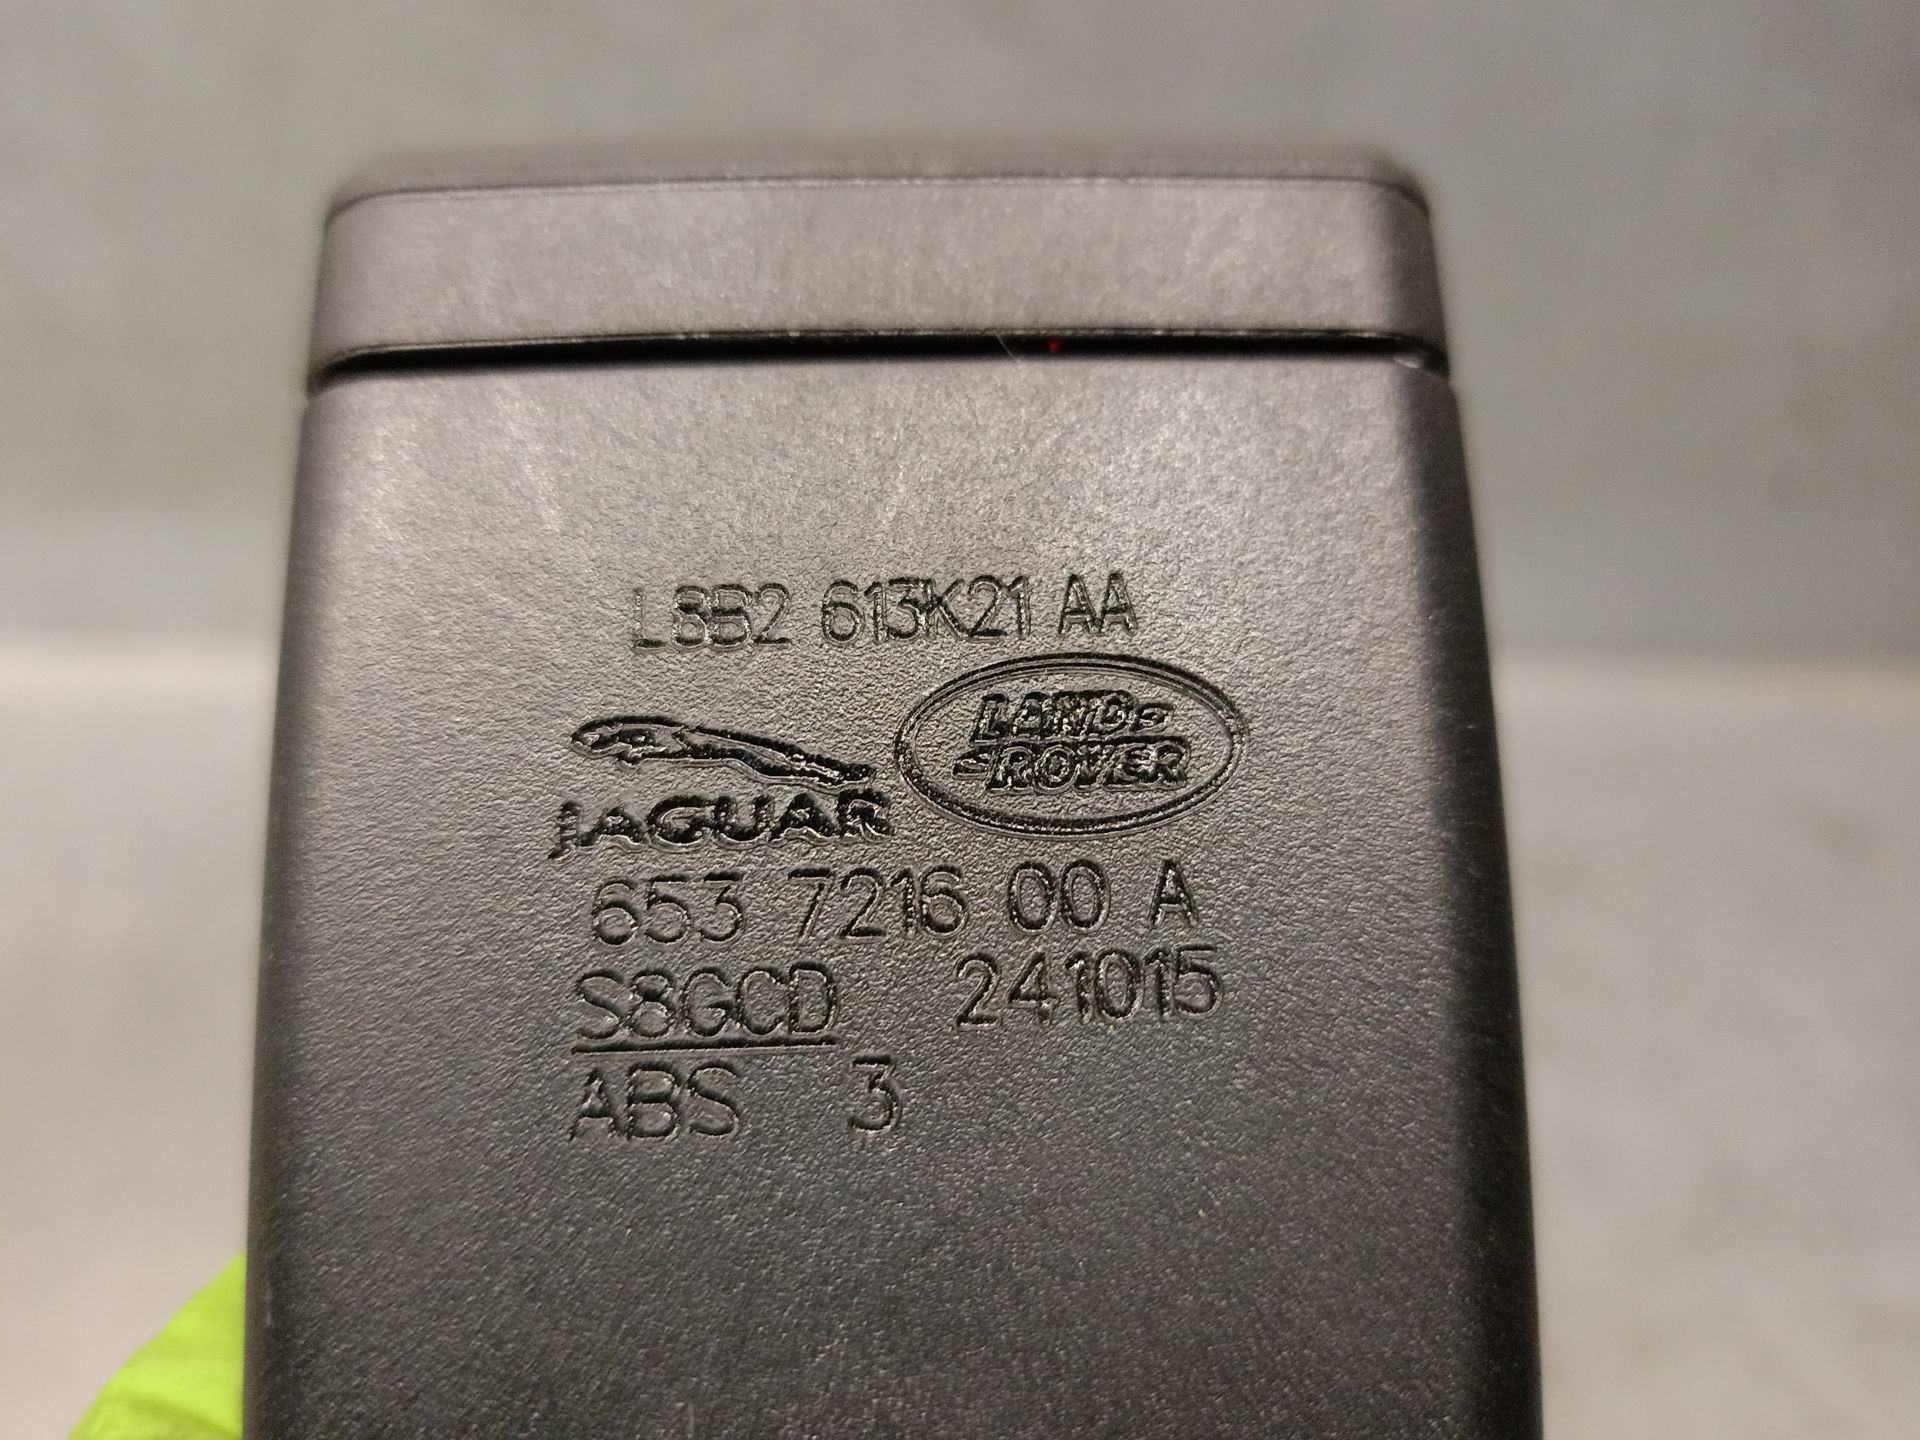 L8B2 613K21 AA
LAND
ROVER
JAGUAR
653 7216 00 A
S8GCD 241015
ABS 3